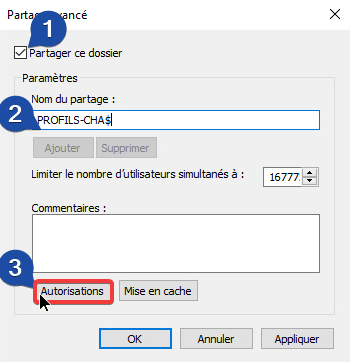 Partage avancé
1
Partager ce dossier
Paramètres
Nom du partage :
2
PROFILS-CHA$
Ajouter
Supprimer
Limiter le nombre d'utilisateurs simultanés à :
16777
Commentaires :
3
Autorisations
Mise en cache
OK
Annuler
Appliquer